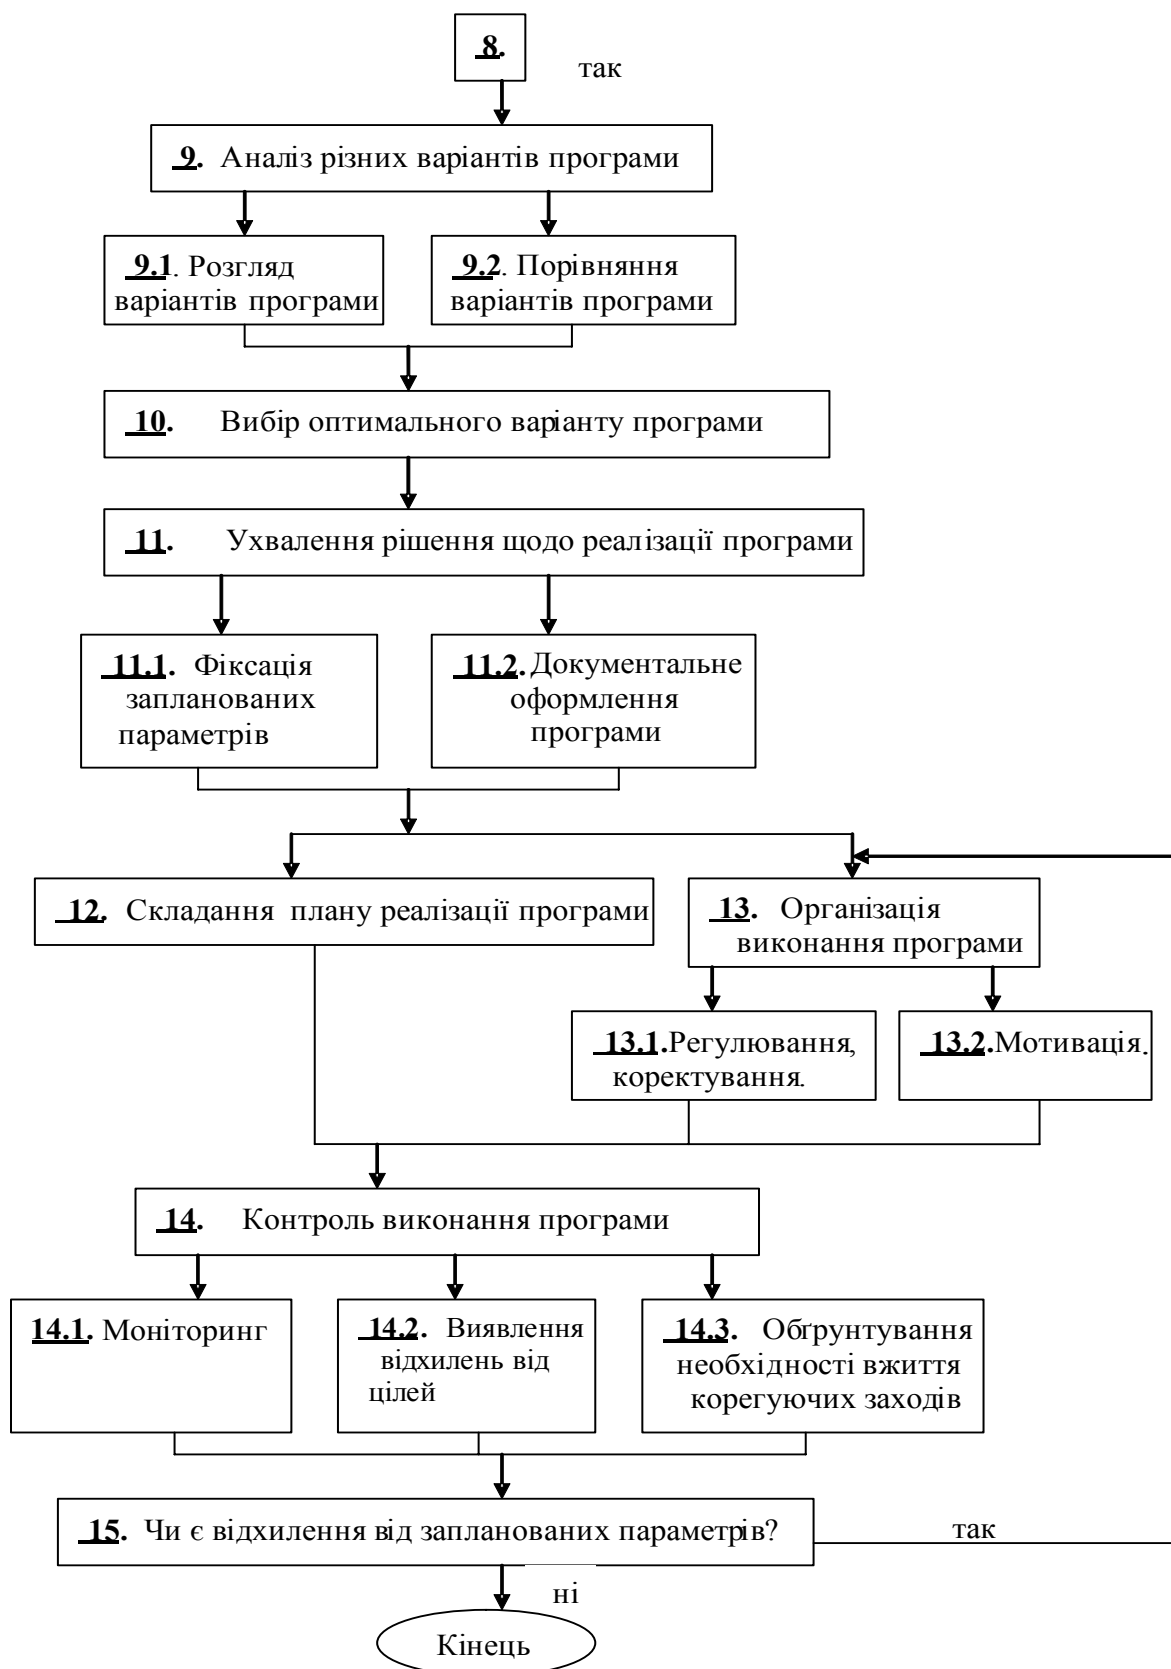 8.
так
9. Аналіз різних варіантів програми
9.1. Розгляд
варіантів програми
9.2. Порівняння
варіантів програми
10. Вибір оптимального варіанту програми
11. Ухвалення рішення щодо реалізації програми
11.1. Фіксація
запланованих
параметрів
11.2. Документальне
оформлення
програми
12. Складання плану реалізації програми
13. Організація
виконання програми
13.1. Регулювання,
коректування.
13.2. Мотивація.
14. Контроль виконання програми
14.1. Моніторинг
14.2. Виявлення
відхилень від
цілей
14.3. Обґрунтування
необхідності вжиття
корегуючих заходів
15. Чи є відхилення від запланованих параметрів?
так
ні
Кінець